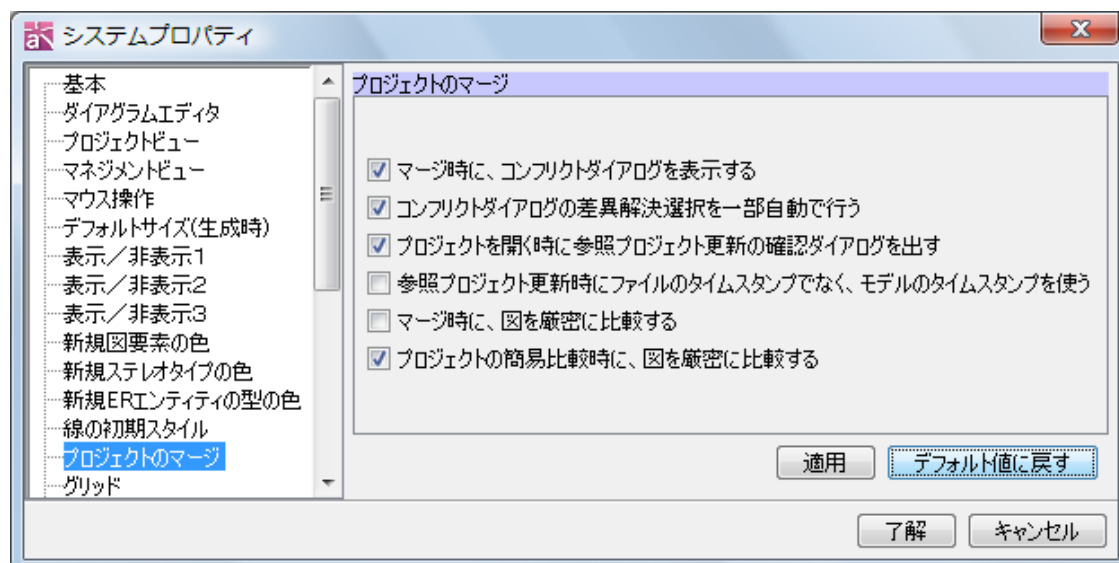 システムプロパティ
基本
ダイアグラムエディタ
プロジェクトビュー
マネジメントビュー
マウス操作
デフォルトサイズ(生成時)
表示／非表示1
表示／非表示2
表示／非表示3
新規図要素の色
新規ステレオタイプの色
新規ERエンティティの型の色
線の初期スタイル
プロジェクトのマージ
グリッド
プロジェクトのマージ
マージ時に、コンフリクトダイアログを表示する
コンフリクトダイアログの差異解決選択を一部自動で行う
プロジェクトを開く時に参照プロジェクト更新の確認ダイアログを出す
参照プロジェクト更新時にファイルのタイムスタンプでなく、モデルのタイムスタンプを使う
マージ時に、図を厳密に比較する
プロジェクトの簡易比較時に、図を厳密に比較する
適用 デフォルト値に戻す
了解 キャンセル